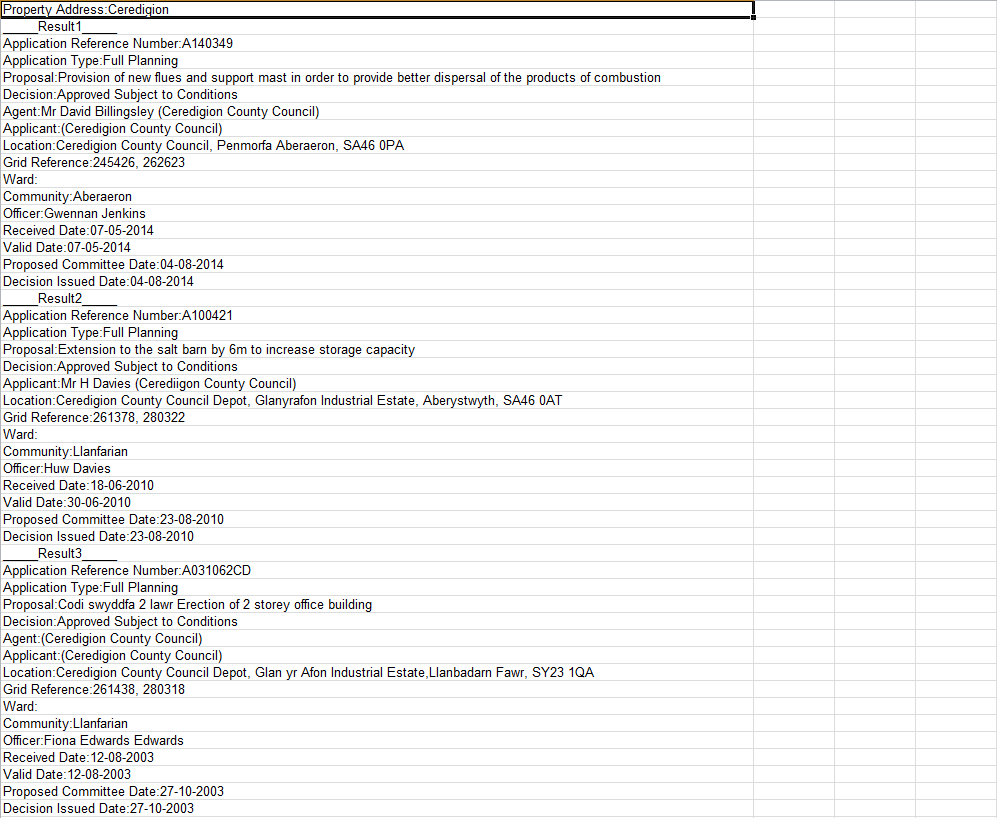 Property Address:Ceredigion
_____Result1_____
Application Reference Number:A140349
Application Type:Full Planning
Proposal:Provision of new flues and support mast in order to provide better dispersal of the products of combustion
Decision:Approved Subject to Conditions
Agent:Mr David Billingsley (Ceredigion County Council)
Applicant:(Ceredigion County Council)
Location:Ceredigion County Council, Penmorfa Aberaeron, SA46 0PA
Grid Reference:245426, 262623
Ward:
Community:Aberaeron
Officer:Gwennan Jenkins
Received Date:07-05-2014
Valid Date:07-05-2014
Proposed Committee Date:04-08-2014
Decision Issued Date:04-08-2014
_____Result2_____
Application Reference Number:A100421
Application Type:Full Planning
Proposal:Extension to the salt barn by 6m to increase storage capacity
Decision:Approved Subject to Conditions
Applicant:Mr H Davies (Cerediigon County Council)
Location:Ceredigion County Council Depot, Glanyrafon Industrial Estate, Aberystwyth, SA46 0AT
Grid Reference:261378, 280322
Ward:
Community:Llanfarian
Officer:Huw Davies
Received Date:18-06-2010
Valid Date:30-06-2010
Proposed Committee Date:23-08-2010
Decision Issued Date:23-08-2010
_____Result3_____
Application Reference Number:A031062CD
Application Type:Full Planning
Proposal:Codi swyddfa 2 lawr Erection of 2 storey office building
Decision:Approved Subject to Conditions
Agent:(Ceredigion County Council)
Applicant:(Ceredigion County Council)
Location:Ceredigion County Council Depot, Glan yr Afon Industrial Estate,Llanbadarn Fawr, SY23 1QA
Grid Reference:261438, 280318
Ward:
Community:Llanfarian
Officer:Fiona Edwards Edwards
Received Date:12-08-2003
Valid Date:12-08-2003
Proposed Committee Date:27-10-2003
Decision Issued Date:27-10-2003